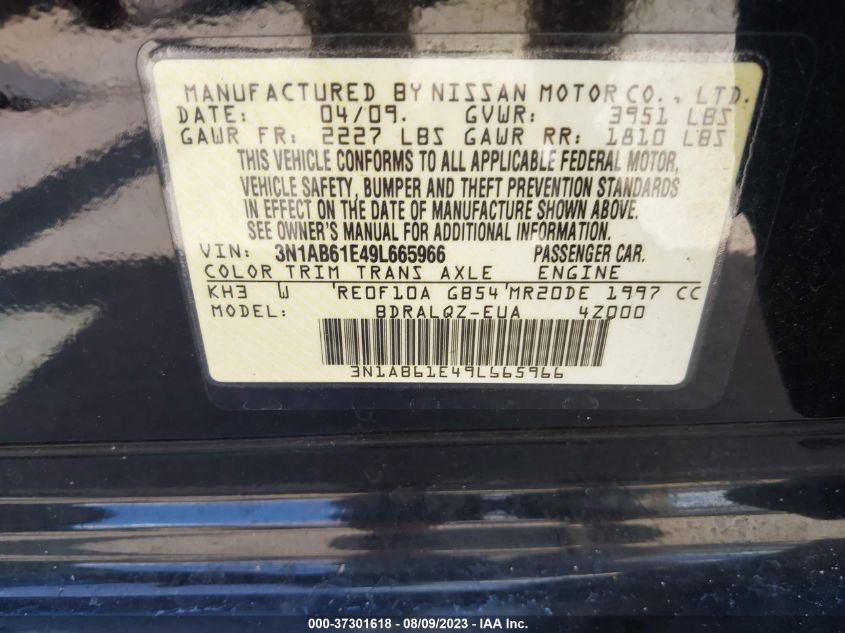 MANUFACTURED BY NISSAN MOTOR CO., LTD.
DATE: 04/09. GVWR: 3951 LBS
GAWR FR: 2227 LBS GAWR RR: 1810 LBS
THIS VEHICLE CONFORMS TO ALL APPLICABLE FEDERAL MOTOR,
VEHICLE SAFETY, BUMPER AND THEFT PREVENTION STANDARDS
IN EFFECT ON THE DATE OF MANUFACTURE SHOWN ABOVE.
SEE OWNER'S MANUAL FOR ADDITIONAL INFORMATION.
VIN: 3N1AB61E49L665966 PASSENGER CAR.
COLOR TRIM TRANS AXLE ENGINE
KH3 W 'RE0F10A GB54'MR20DE 1997 CC
MODEL: BDRALQZ-EUA 4Z000
3N1AB61E49L665966
000-37301618 - 08/09/2023 - IAA Inc.